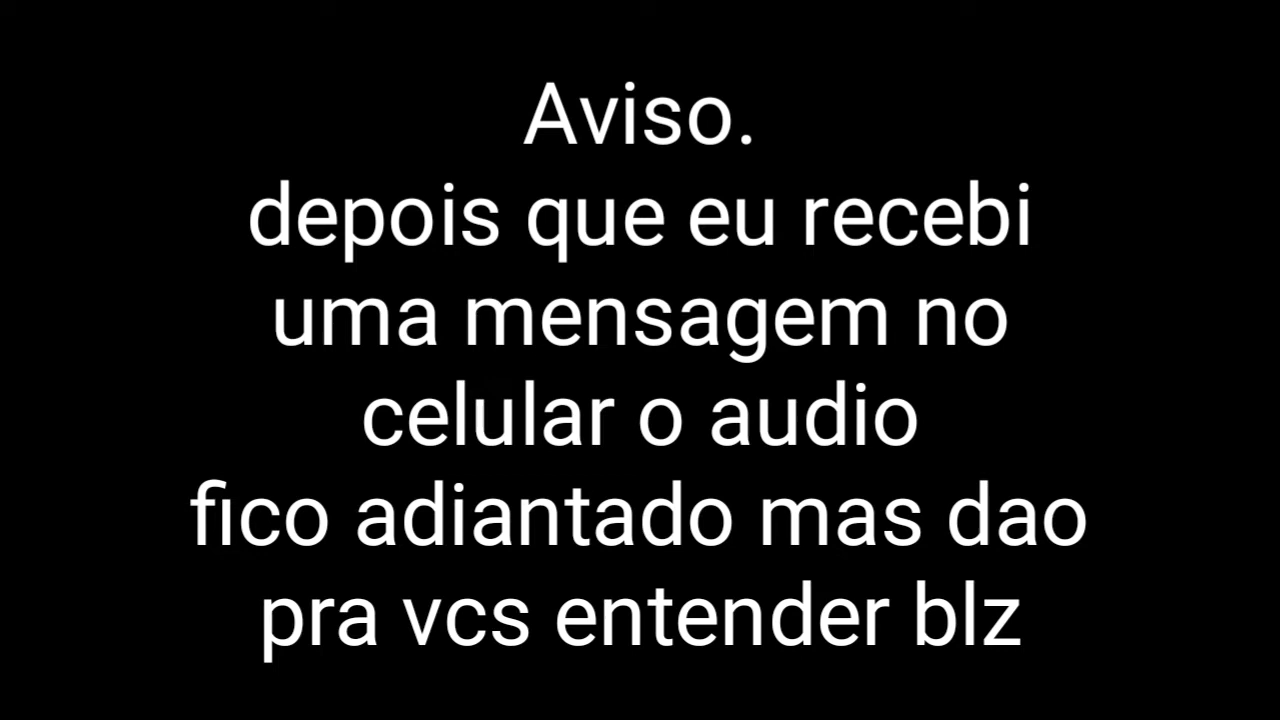 Aviso.
depois que eu recebi
uma mensagem no
celular o audio
fico adiantado mas dao
pra vcs entender blz